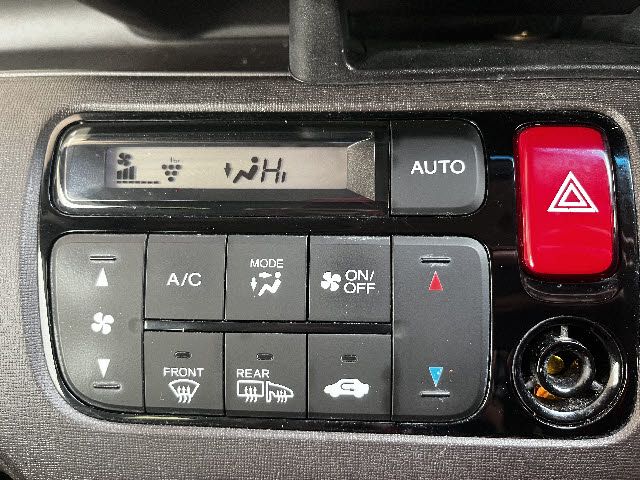 Hi
AUTO
A/C
MODE
ON/
OFF
FRONT
REAR